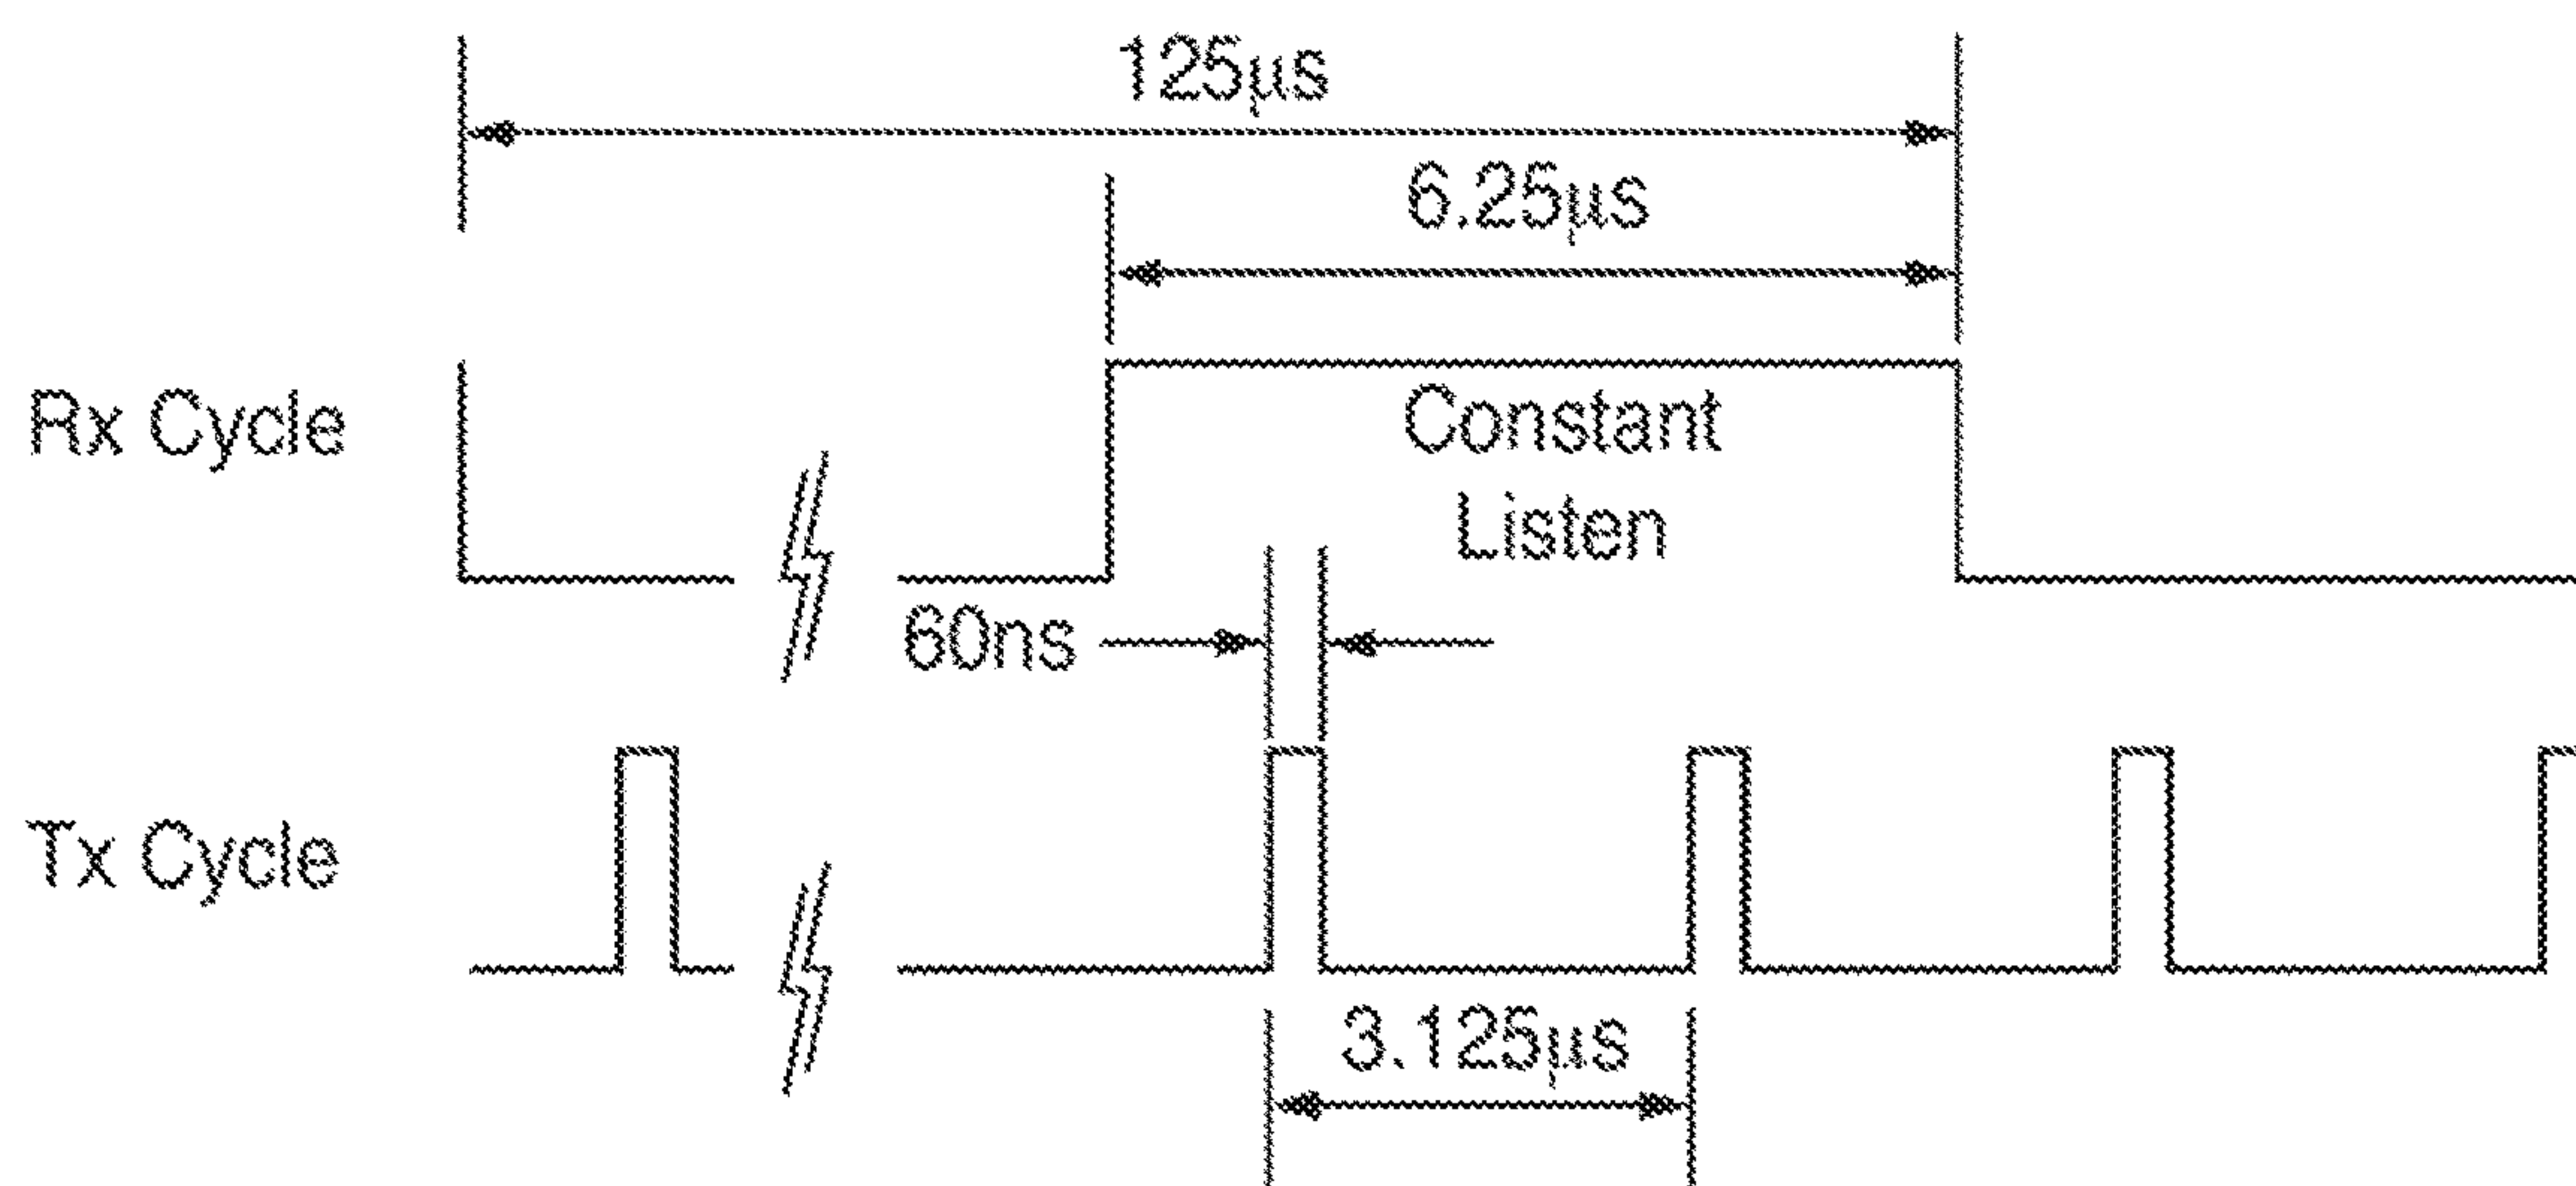 125µs
6.25µs
Rx Cycle
Constant
Listen
60ns
Tx Cycle
3.125µs